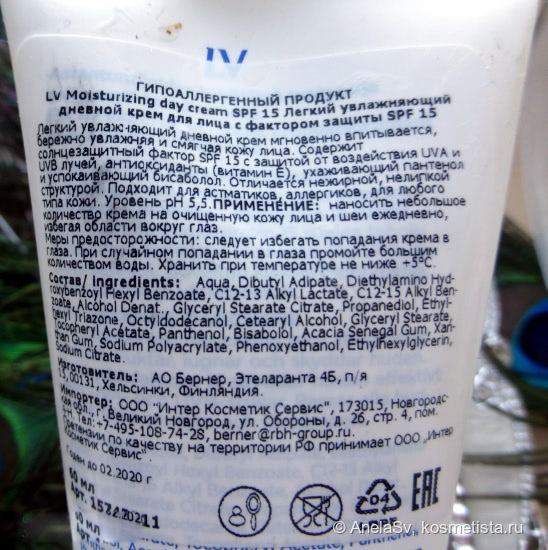 LV
ГИПОАЛЛЕРГЕННЫЙ ПРОДУКТ
LV Moisturizing day cream SPF 15 Легкий увлажняющий
дневной крем для лица с фактором защиты SPF 15
Легкий увлажняющий дневной крем мгновенно впитывается,
бережно увлажняя и смягчая кожу лица. Содержит
солнцезащитный фактор SPF 15 с защитой от воздействия UVA и
UVB лучей, антиоксиданты (витамин Е), ухаживающий пантенол
и успокаивающий бисаболол. Отличается нежирной, нелипкой
структурой. Подходит для астматиков, аллергиков, для любого
типа кожи. Уровень pH 5,5.ПРИМЕНЕНИЕ: наносить небольшое
количество крема на очищенную кожу лица и шеи ежедневно,
избегая области вокруг глаз.
Меры предосторожности: следует избегать попадания крема в
глаза. При случайном попадании в глаза промойте большим
количеством воды. Хранить при температуре не ниже +5°С.
Состав/ Ingredients: Aqua, Dibutyl Adipate, Diethylamino Hyd-
roxybenzoyl Hexyl Benzoate, C12-13 Alkyl Lactate, C12-15 Alkyl Ben-
zoate, Alcohol Denat., Glyceryl Stearate Citrate, Propanediol, Ethyl-
hexyl Triazone, Octyldodecanol, Cetearyl Alcohol, Glyceryl Stearate,
Tocopheryl Acetate, Panthenol, Bisabolol, Acacia Senegal Gum, Xan-
than Gum, Sodium Polyacrylate, Phenoxyethanol, Ethylhexylglycerin,
Sodium Citrate.
Изготовитель: АО Бернер, Этеларанта 4Б, п/я
15,00131, Хельсинки, Финляндия.
Импортер: ООО "Интер Косметик Сервис", 173015, Новгородс-
кая обл., г. Великий Новгород, ул. Обороны, д. 26, стр. 4, пом.
Тел.:+7-495-108-74-28, berner@rbh-group.ru.
Претензии по качеству на территории РФ принимает ООО „Интер
Косметик Сервис".
Годен до 02.2020 г
60 мл
Арт.
04
EAC
© AnelaSv, kosmetista.ru
60 мл
Арт.